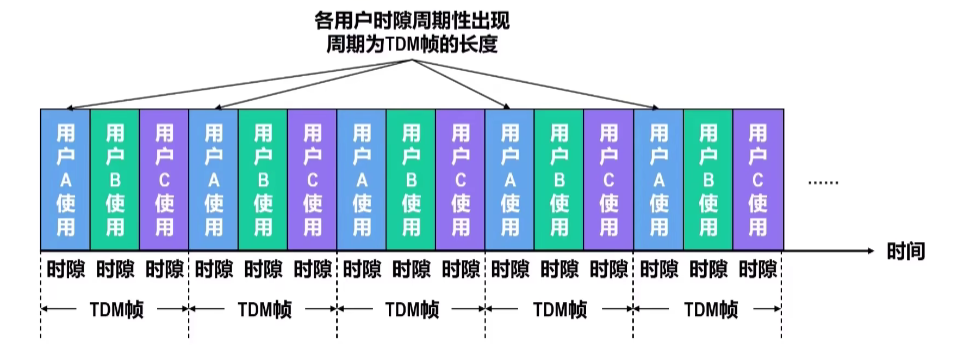 各用户时隙周期性出现
周期为TDM帧的长度
用户A使用 用户B使用 用户C使用 用户A使用 用户B使用 用户C使用 用户A使用 用户B使用 用户C使用 用户A使用 用户B使用 用户C使用 用户A使用 用户B使用 用户C使用 ......
时间
时隙 时隙 时隙 时隙 时隙 时隙 时隙 时隙 时隙 时隙 时隙 时隙 时隙 时隙 时隙
TDM帧 TDM帧 TDM帧 TDM帧 TDM帧